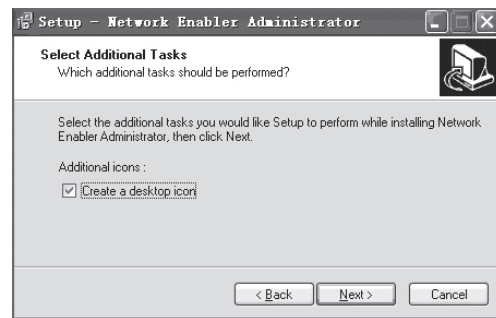 Setup - Network Enabler Administrator
Select Additional Tasks
Which additional tasks should be performed?
Select the additional tasks you would like Setup to perform while installing Network
Enabler Administrator, then click Next.
Additional icons :
Create a desktop icon
< Back Next > Cancel